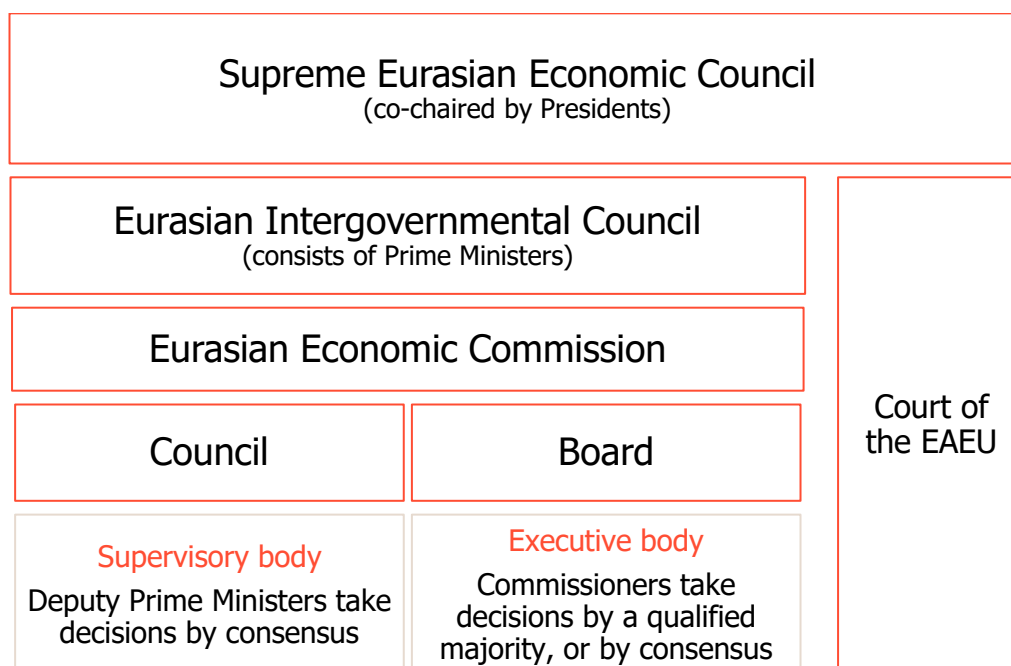 Supreme Eurasian Economic Council
(co-chaired by Presidents)
Eurasian Intergovernmental Council
(consists of Prime Ministers)
Eurasian Economic Commission
Council
Board
Supervisory body
Deputy Prime Ministers take
decisions by consensus
Executive body
Commissioners take
decisions by a qualified
majority, or by consensus
Court of
the EAEU